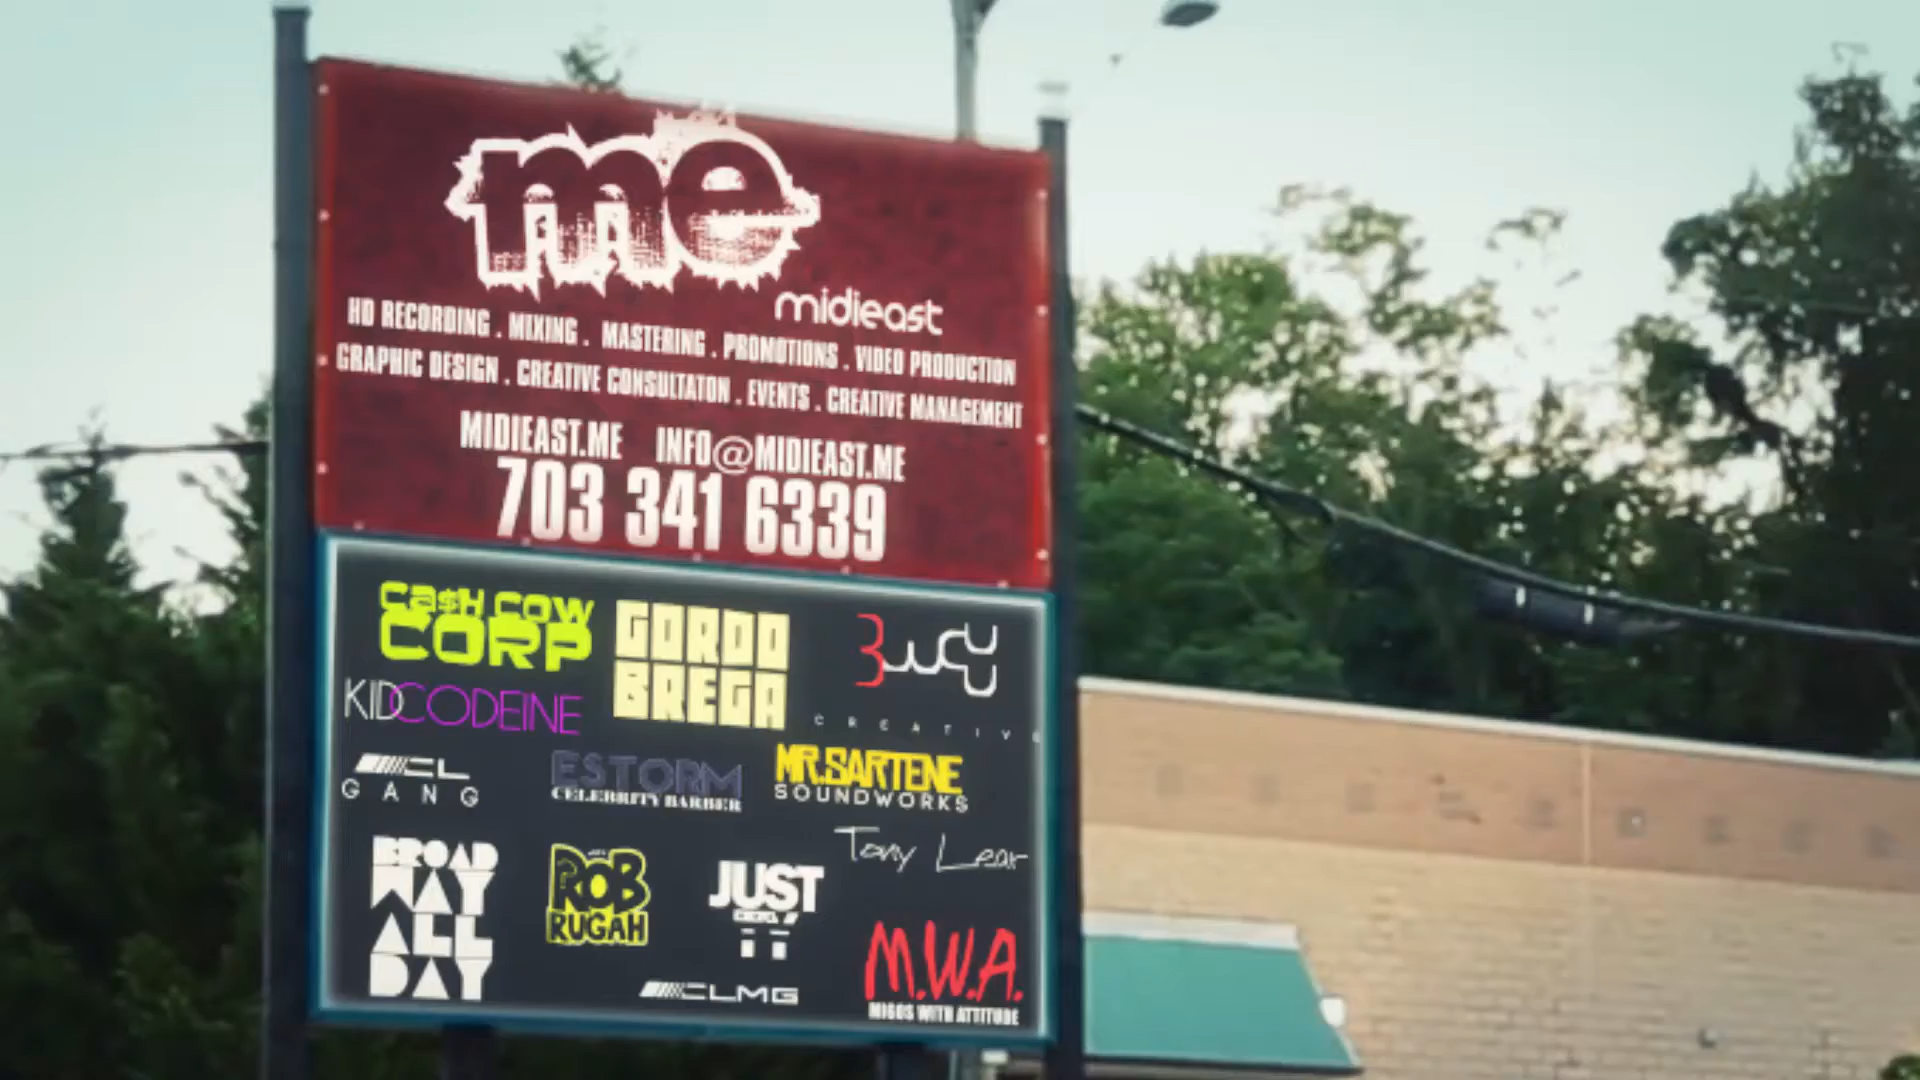 me
midieast
HD RECORDING . MIXING . MASTERING . PROMOTIONS . VIDEO PRODUCTION
GRAPHIC DESIGN . CREATIVE CONSULTATON . EVENTS . CREATIVE MANAGEMENT
MIDIEAST.ME INFO@MIDIEAST.ME
703 341 6339
CA$H COW
CORP
GORDO
BREGA
CREATIVE
KIDCODEINE
CL
GANG
ESTORM
CELEBRITY BARBER
MR.SARTENE
SOUNDWORKS
Tony Lear
BROAD
WAY
ALL
DAY
ROB
RUGAH
JUST
CLMG
M.W.A.
MIGOS WITH ATTITUDE